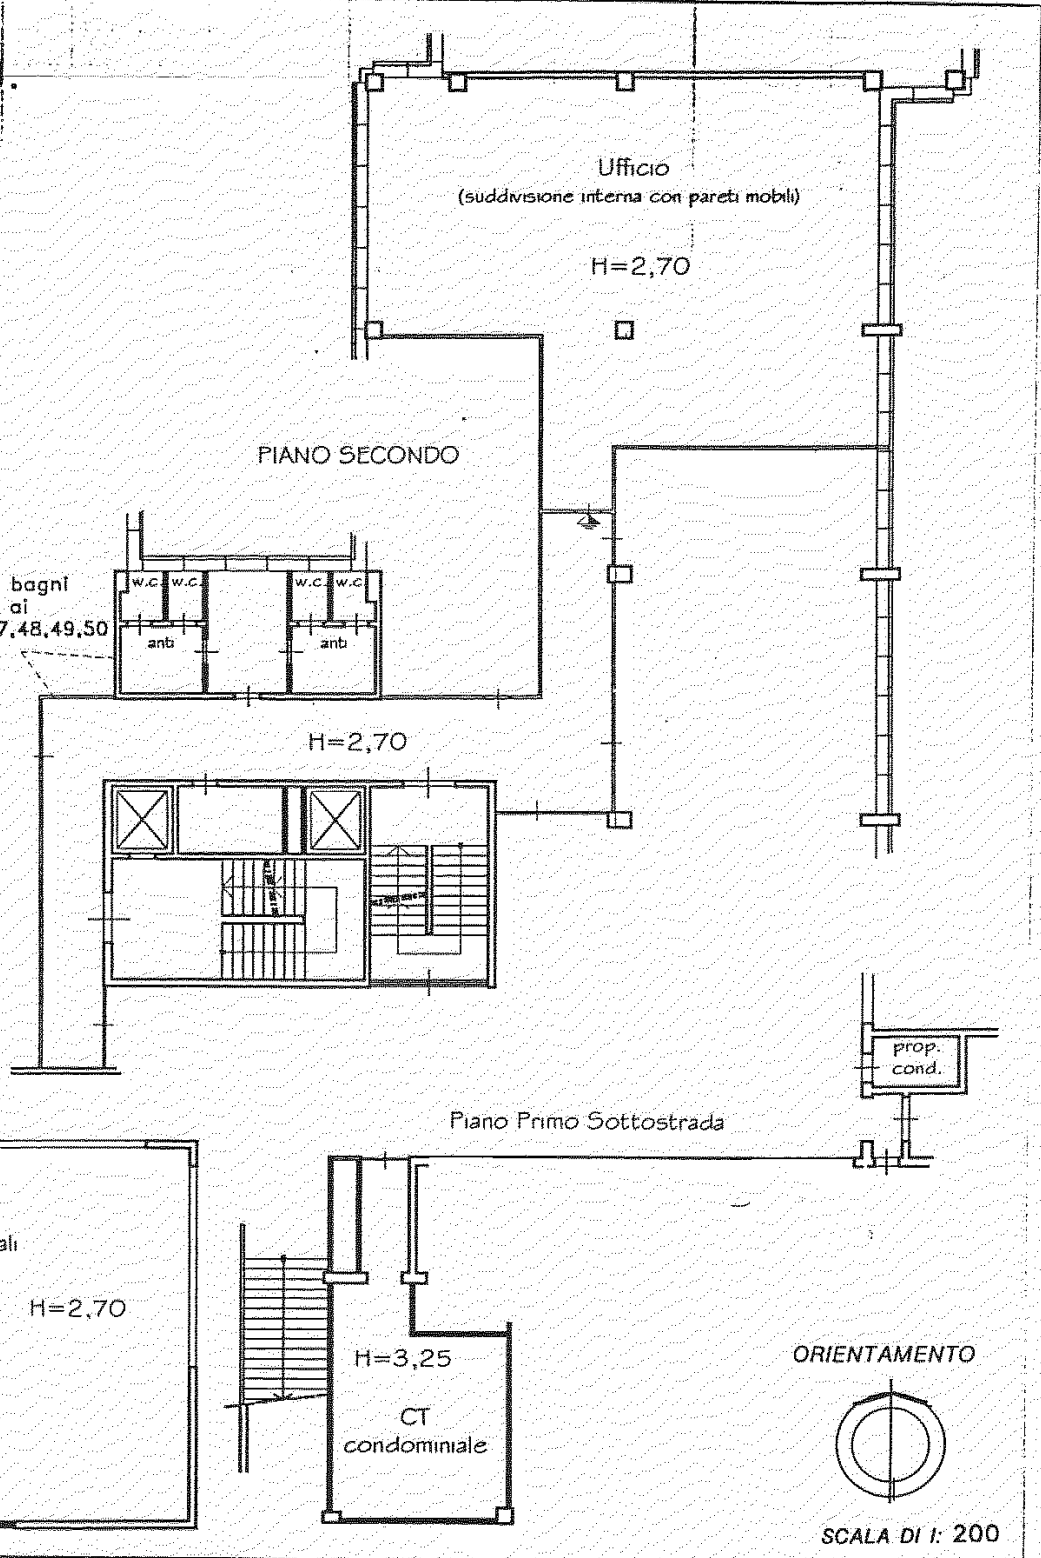 Ufficio
(suddivisione interna con pareti mobili)
H=2,70
PIANO SECONDO
bagni
ai
7,48,49,50
w.c. w.c. w.c. w.c.
anti anti
H=2,70
prop.
cond.
Piano Primo Sottostrada
ali
H=2,70
H=3,25
CT
condominiale
ORIENTAMENTO
SCALA DI I: 200